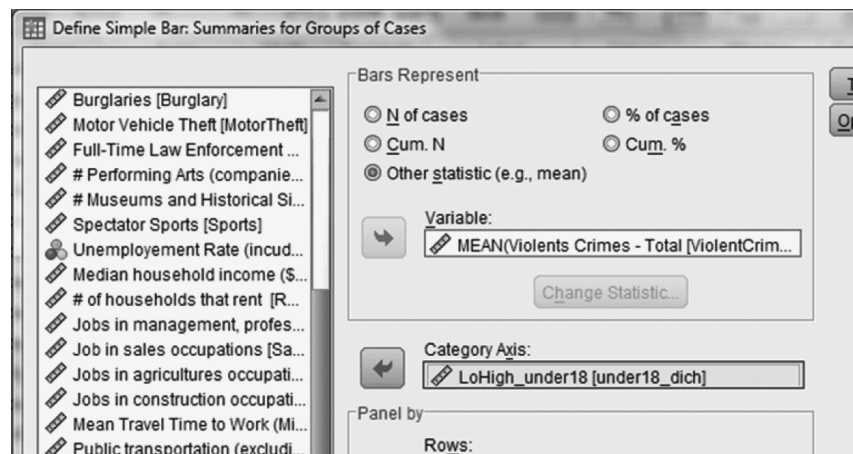 Define Simple Bar: Summaries for Groups of Cases
Burglaries [Burglary]
Motor Vehicle Theft [MotorTheft]
Full-Time Law Enforcement ...
# Performing Arts (companie...
# Museums and Historical Si...
Spectator Sports [Sports]
Unemployement Rate (incud...
Median household income ($...
# of households that rent [R...
Jobs in management, profes...
Job in sales occupations [Sa...
Jobs in agricultures occupati...
Jobs in construction occupati...
Mean Travel Time to Work (Mi...
Public transportation (excludi...
Bars Represent
N of cases
% of cases
Cum. N
Cum. %
Other statistic (e.g., mean)
Variable:
MEAN(Violents Crimes - Total [ViolentCrim...
Change Statistic...
Category Axis:
LoHigh_under18 [under18_dich]
Panel by
Rows: